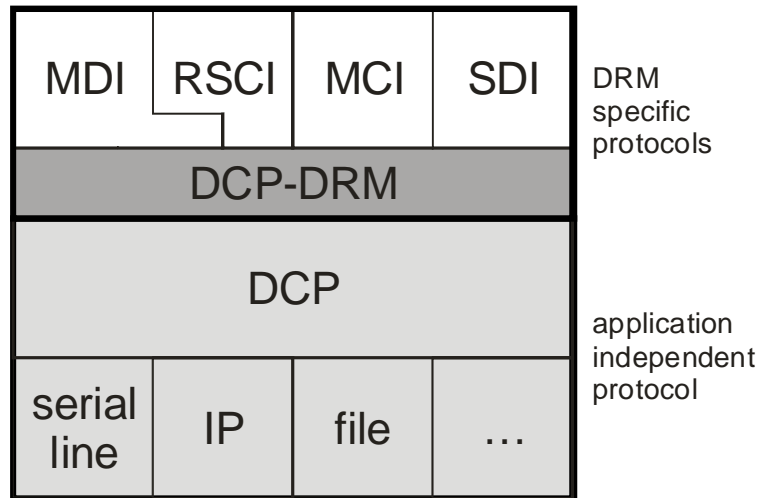 MDI RSCI MCI SDI
DRM
specific
protocols
DCP-DRM
DCP
application
independent
protocol
serial
line
IP
file
...